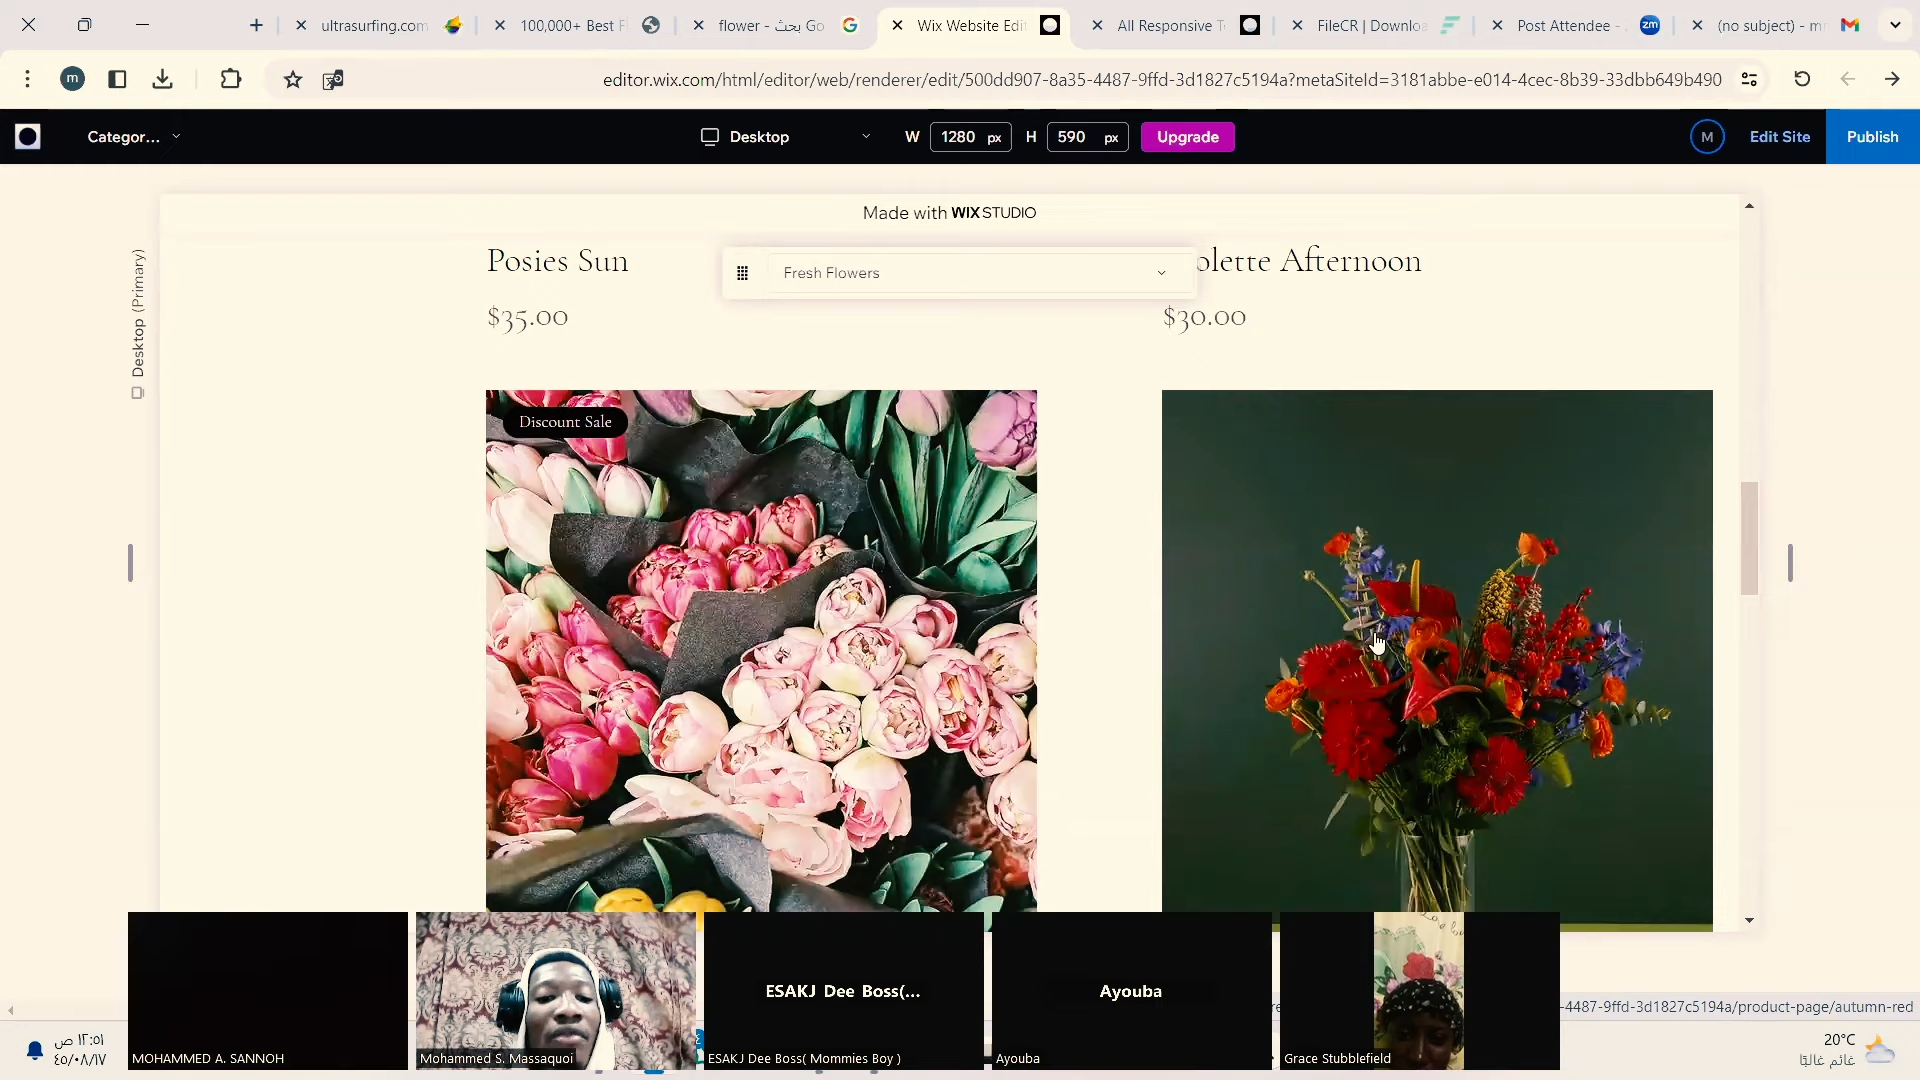 ultrasurfing.com
100,000+ Best F
flower - بحث Go
Wix Website Edit
All Responsive T
FileCR | Downloa
Post Attendee -
(no subject) - m
editor.wix.com/html/editor/web/renderer/edit/500dd907-8a35-4487-9ffd-3d1827c5194a?metaSiteId=3181abbe-e014-4cec-8b39-33dbb649b490
m
Categor...
Desktop
W 1280 px H 590 px
Upgrade
M
Edit Site
Publish
Made with WIX STUDIO
Desktop (Primary)
Posies Sun
Fresh Flowers
olette Afternoon
$35.00
$30.00
Discount Sale
ESAKJ Dee Boss(...
Ayouba
-4487-9ffd-3d1827c5194a/product-page/autumn-red
MOHAMMED A. SANNOH
Mohammed S. Massaquoi
ESAKJ Dee Boss( Mommies Boy )
Ayouba
Grace Stubblefield
١٢:٥١ ص
٤٥/٠٨/١٧
20°C
غائم غالبًا